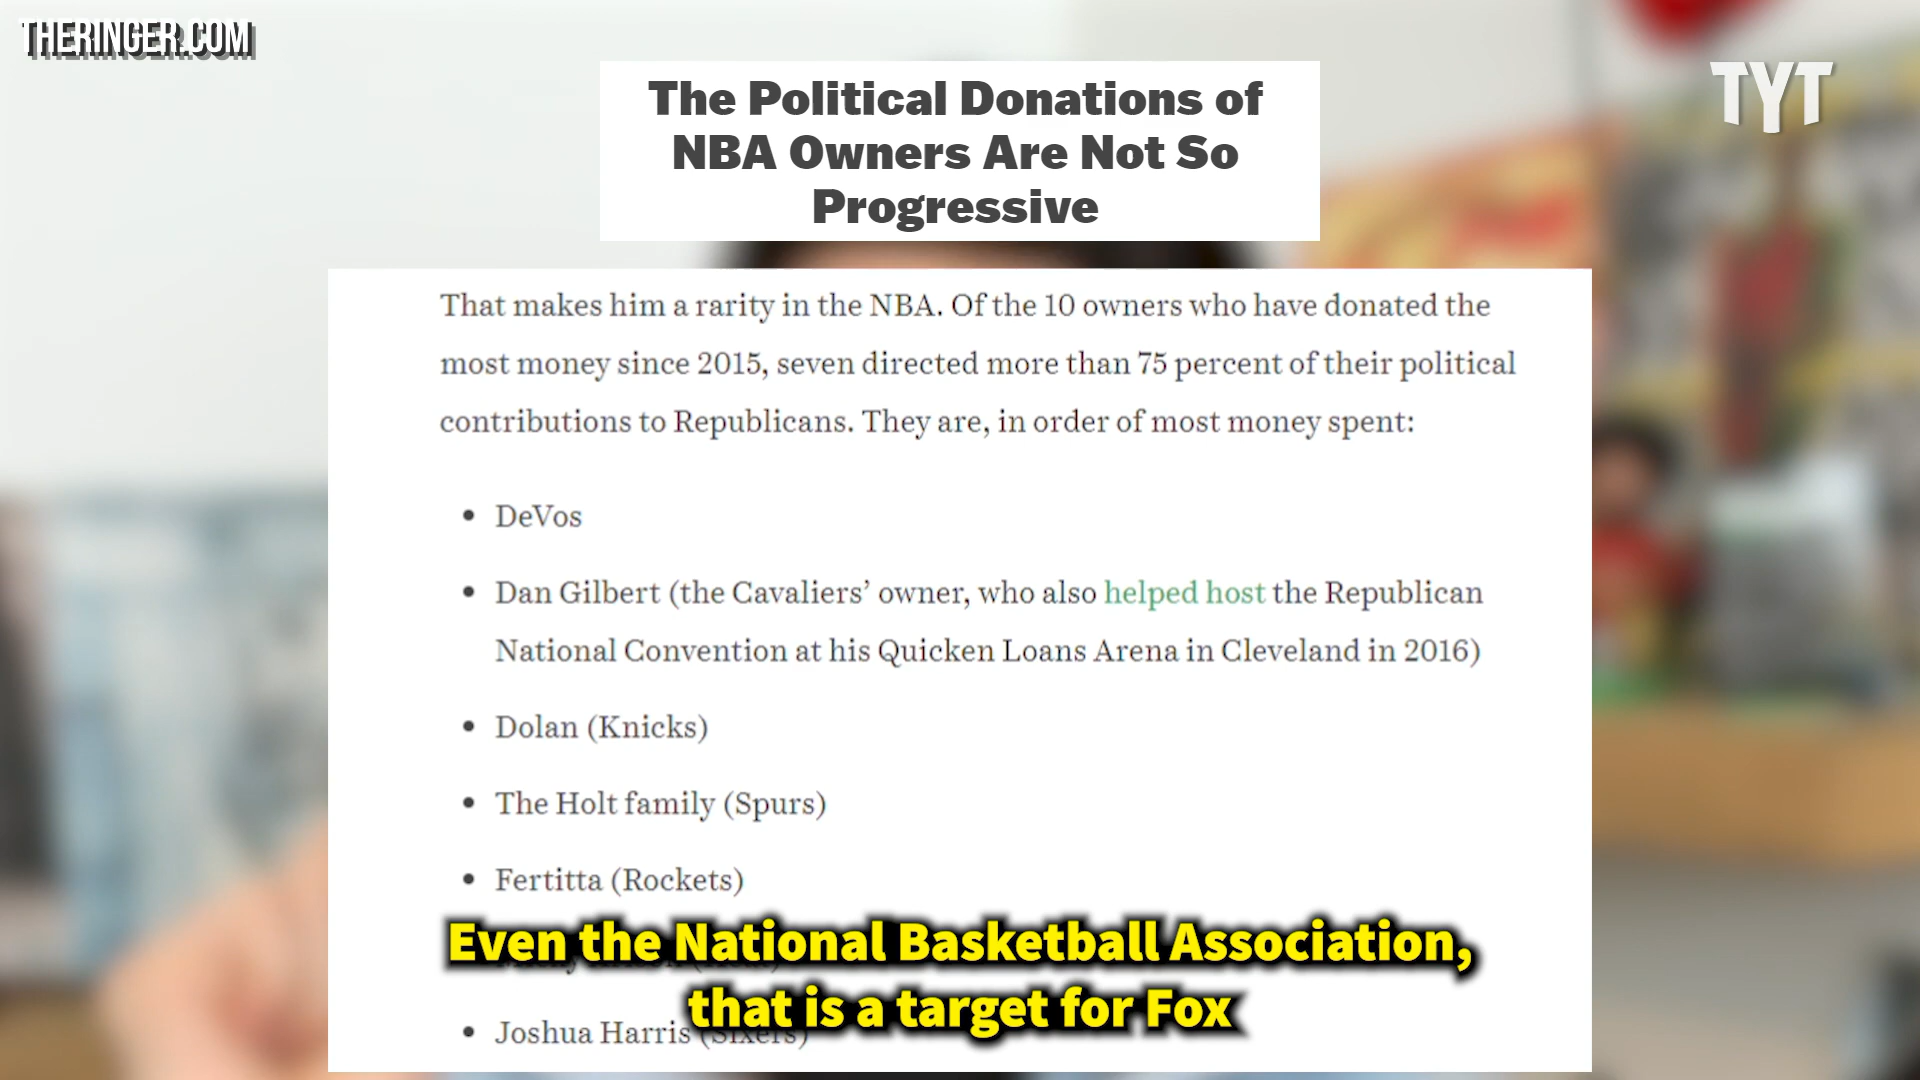 THERINGER.COM
TYT
The Political Donations of
NBA Owners Are Not So
Progressive
That makes him a rarity in the NBA. Of the 10 owners who have donated the
most money since 2015, seven directed more than 75 percent of their political
contributions to Republicans. They are, in order of most money spent:
• DeVos
• Dan Gilbert (the Cavaliers’ owner, who also helped host the Republican
National Convention at his Quicken Loans Arena in Cleveland in 2016)
• Dolan (Knicks)
• The Holt family (Spurs)
• Fertitta (Rockets)
Even the National Basketball Association,
that is a target for Fox
• Joshua Harris (Sixers)